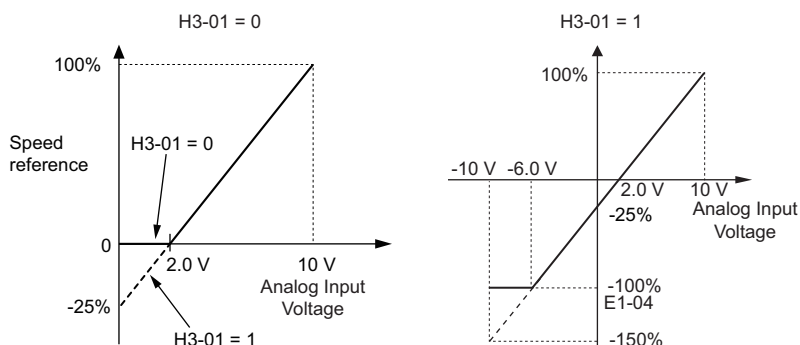 H3-01 = 0
100%
Speed
reference
H3-01 = 0
0
2.0 V
10 V
Analog Input
Voltage
-25%
H3-01 = 1
H3-01 = 1
100%
-10 V
-6.0 V
2.0 V
10 V
Analog Input
Voltage
-25%
-100%
E1-04
-150%